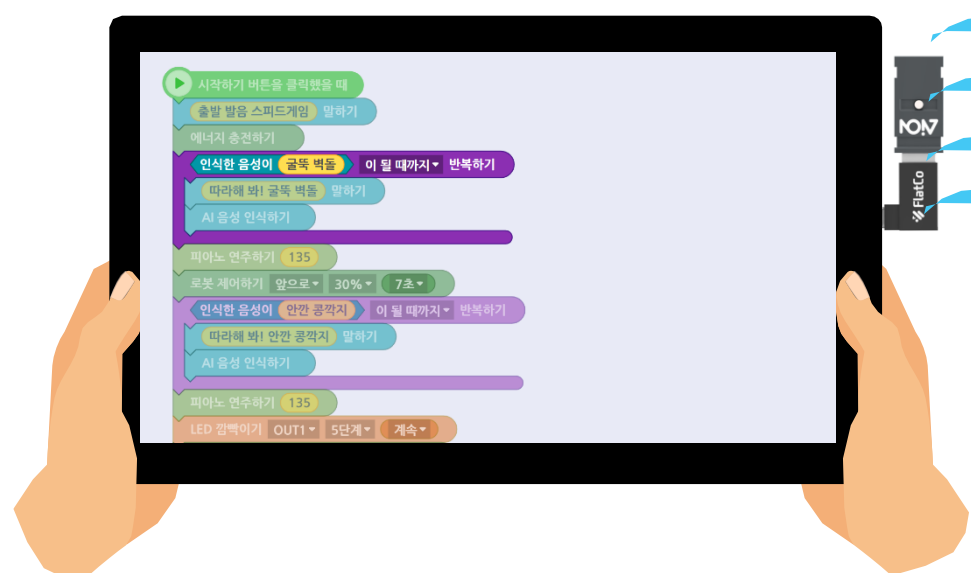 시작하기 버튼을 클릭했을 때
출발 발음 스피드게임 말하기
에너지 충전하기
인식한 음성이 굴뚝 벽돌 이 될 때까지 반복하기
따라해 봐! 굴뚝 벽돌 말하기
AI 음성 인식하기
피아노 연주하기 135
로봇 제어하기 앞으로 30% 7초
인식한 음성이 안깐 콩깍지 이 될 때까지 반복하기
따라해 봐! 안깐 콩깍지 말하기
AI 음성 인식하기
피아노 연주하기 135
LED 깜빡이기 OUT1 5단계 계속
FlatCo